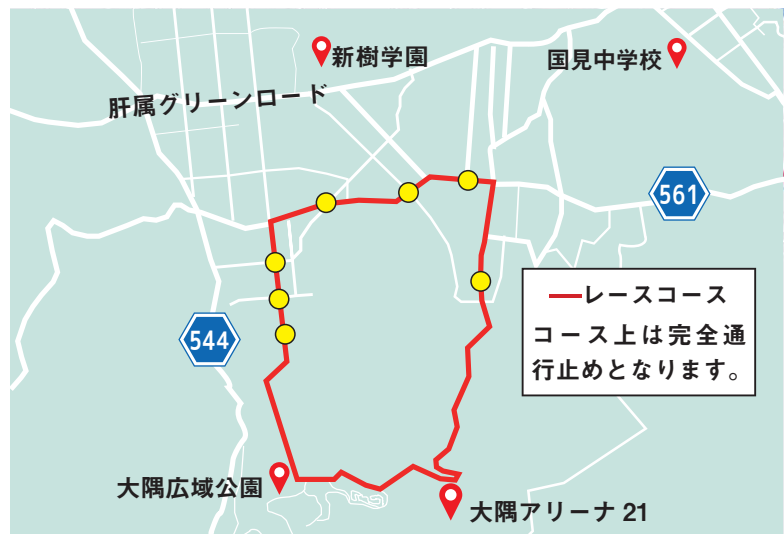 新樹学園
国見中学校
肝属グリーンロード
561
レースコース
コース上は完全通
行止めとなります。
544
大隅広域公園
大隅アリーナ 21